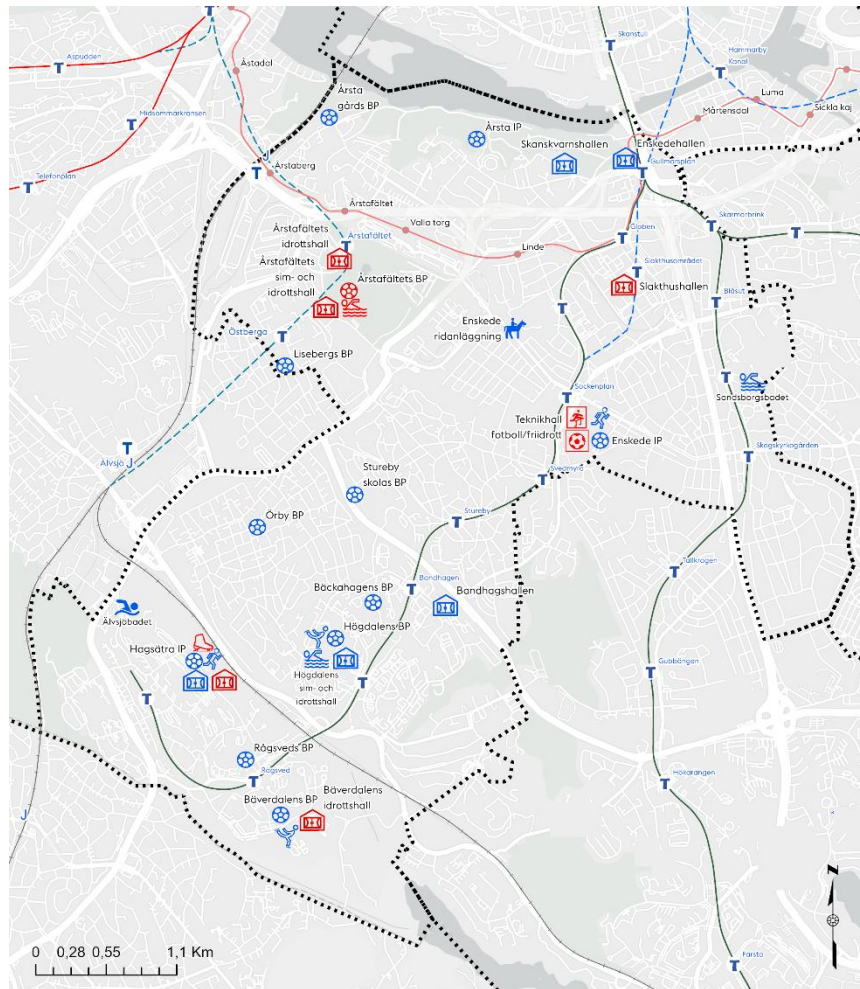 T
Skanstull
T
Aspudden
T
Åstadal
Hammarby
Kanal
T
Luma
Årsta
gårds BP
Sickla kaj
Mårtensdal
Midsommarkransen
T
Årsta IP
Skanskvarnshallen
Enskedehallen
J
T
Årstaberg
T
Gullmarsplan
Telefonplan
T
Årstafältet
Valla torg
Skärmarbrink
T
T
Årstafältets
idrottshall
Årstafältet
T
Globen
T
Linde
Årstafältets
sim- och
idrottshall
Årstafältets BP
Slakthusområdet
T
Slakthushallen
Blåsut
T
T
Enskede
ridanläggning
Östberga
T
Lisebergs BP
T
Sandsborgsbadet
Sockenplan
T
Teknikhall
fotboll/friidrott
Enskede IP
T
Älvsjö J
Skogskyrkogården
T
Svedmyra
T
Stureby
skolas BP
Örby BP
Stureby
T
Tallkrogen
T
Bandhagen
T
Bäckahagens BP
Bandhagshallen
Älvsjöbadet
Högdalens BP
Hagsätra IP
Högdalens
sim- och
idrottshall
T
T
Gubbängen
T
Rågsveds BP
Rågsved
T
Hökarängen
T
Bäverdalens BP
Bäverdalens
idrottshall
J
Z
0 0,28 0,55 1,1 Km
Farsta
T